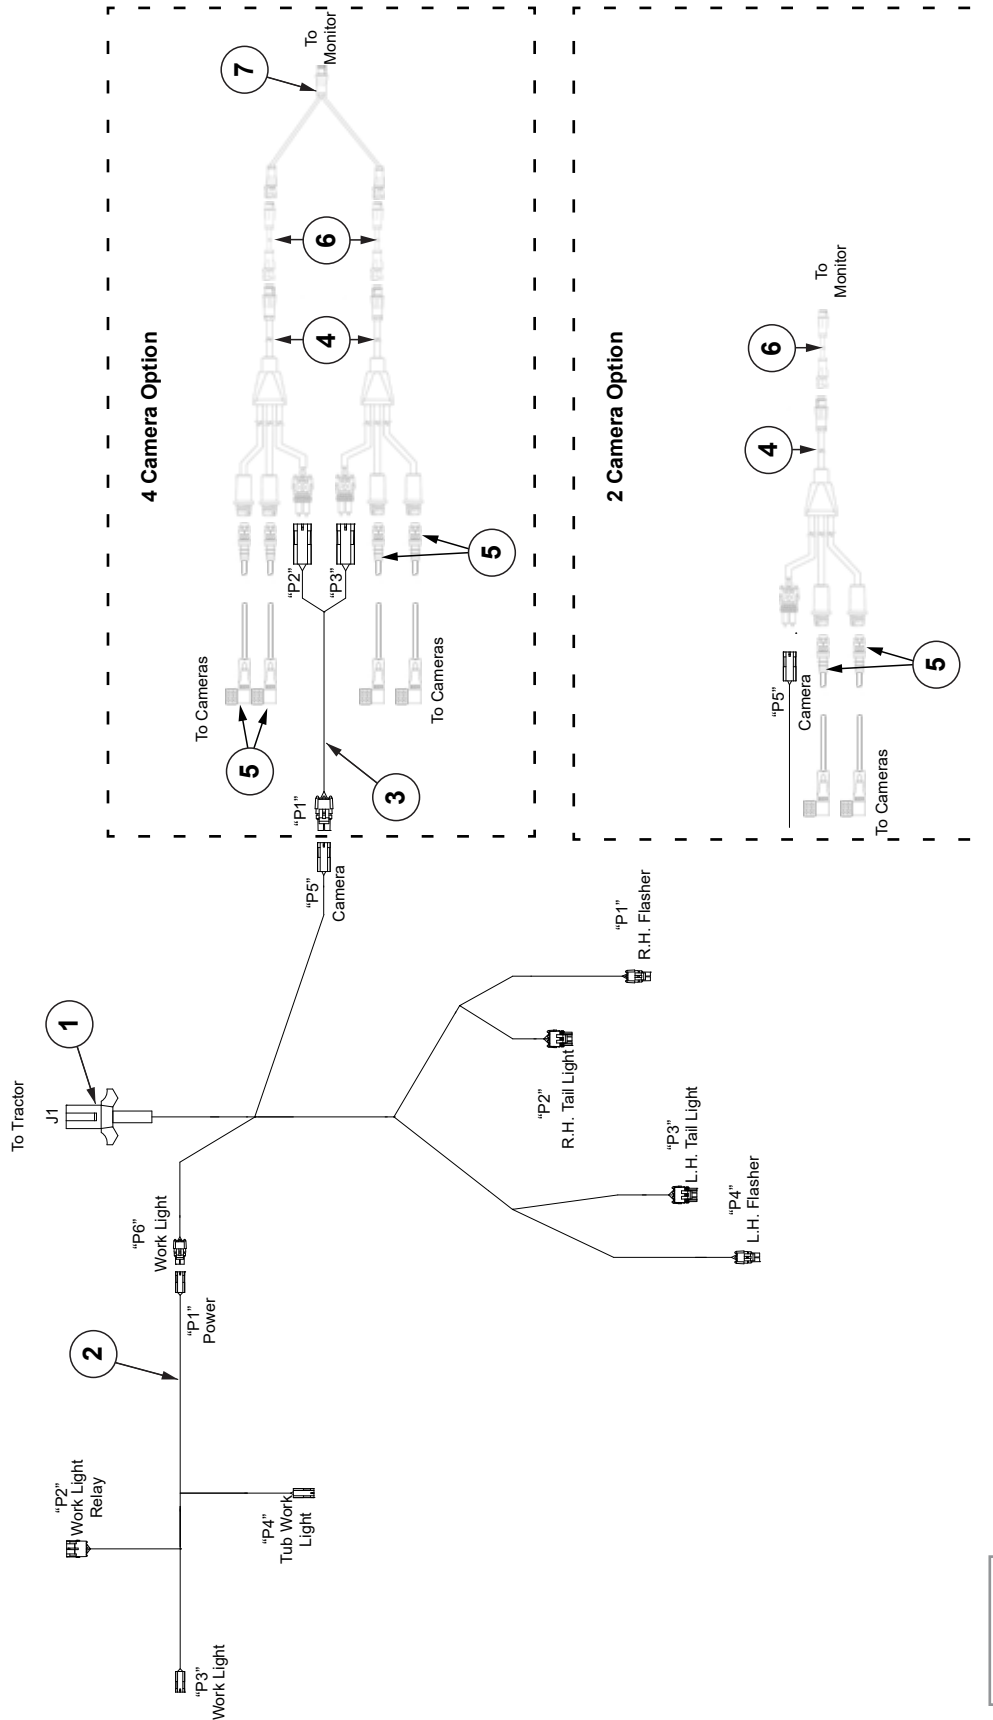 To Tractor
J1
1
"P2"
Work Light
Relay
"P3"
Work Light
"P4"
Tub Work
Light
2
"P1"
Power
"P6"
Work Light
"P4"
L.H. Flasher
"P3"
L.H. Tail Light
"P2"
R.H. Tail Light
"P1"
R.H. Flasher
"P5"
Camera
4 Camera Option
"P1"
3
To Cameras
5
To Cameras
"P2"
"P3"
5
4
6
7
To
Monitor
2 Camera Option
"P5"
Camera
To Cameras
5
4
6
To
Monitor